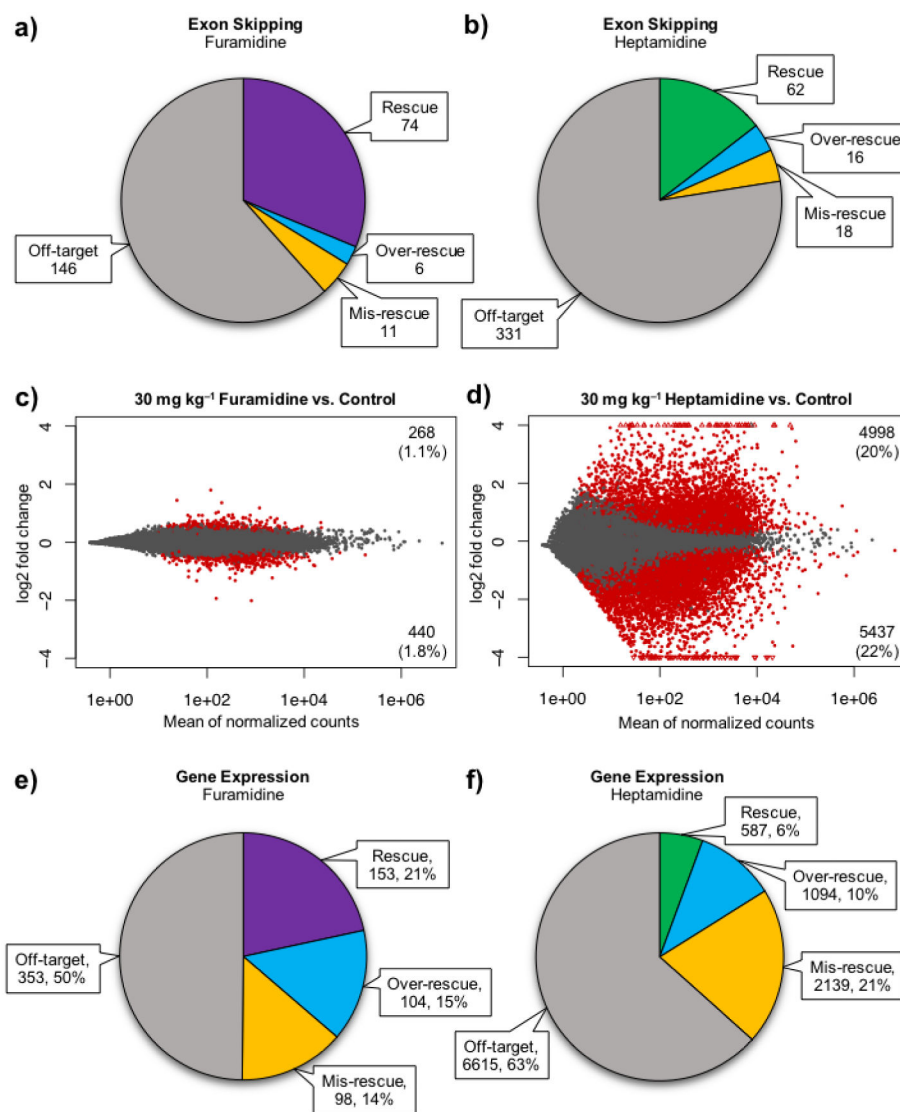 a)
Exon Skipping
Furamidine
Rescue
74
Off-target
146
Over-rescue
6
Mis-rescue
11
b)
Exon Skipping
Heptamidine
Rescue
62
Over-rescue
16
Mis-rescue
18
Off-target
331
c)
30 mg kg⁻¹ Furamidine vs. Control
268
(1.1%)
440
(1.8%)
log2 fold change
4
2
0
-2
-4
1e+00
1e+02
1e+04
1e+06
Mean of normalized counts
d)
30 mg kg⁻¹ Heptamidine vs. Control
4998
(20%)
5437
(22%)
log2 fold change
4
2
0
-2
-4
1e+00
1e+02
1e+04
1e+06
Mean of normalized counts
e)
Gene Expression
Furamidine
Rescue,
153, 21%
Off-target,
353, 50%
Over-rescue,
104, 15%
Mis-rescue,
98, 14%
f)
Gene Expression
Heptamidine
Rescue,
587, 6%
Over-rescue,
1094, 10%
Mis-rescue,
2139, 21%
Off-target,
6615, 63%